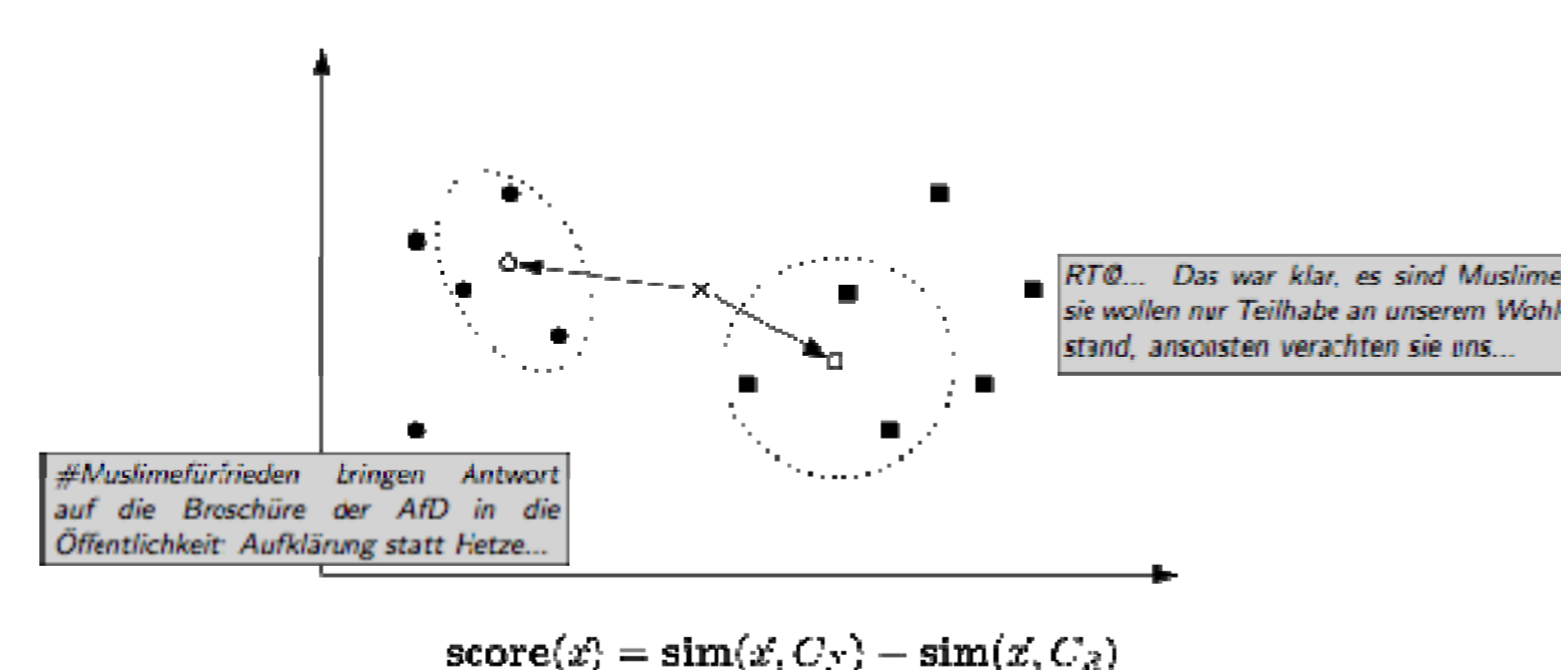 RT@... Das war klar, es sind Muslime
sie wollen nur Teilhabe an unserem Wohl-
stand, ansonsten verachten sie uns...
#Muslimefürfrieden bringen Antwort
auf die Broschüre der AfD in die
Öffentlichkeit: Aufklärung statt Hetze...
score(x⃗) = sim(x⃗, C_V) − sim(x⃗, C_R)